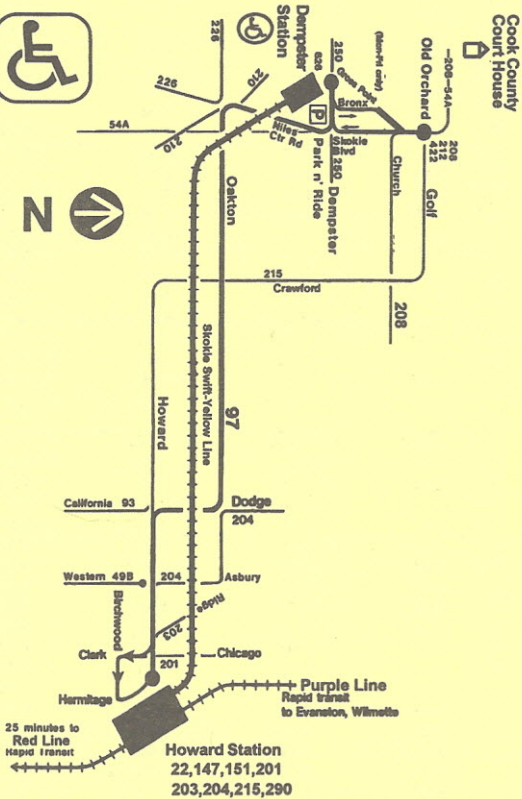 Cook County
Court House
Old Orchard
—208—54A—
208
212
422
(Mon-Fri only)
Dempster
Station
250
626
Gross Point
Bronx
Skokie
Blvd
250
Dempster
Park n' Ride
P
Niles
Ctr Rd
Church
Golf
226
226
210
210
54A
Oakton
N
215
Crawford
208
Skokie Swift-Yellow Line
97
Howard
California 93
Dodge
204
Western 49B
204
Asbury
Birchwood
Ridge
203
Clark
201
Chicago
Hermitage
Purple Line
Rapid transit
to Evanston, Wilmette
25 minutes to
Red Line
Rapid Transit
Howard Station
22,147,151,201
203,204,215,290